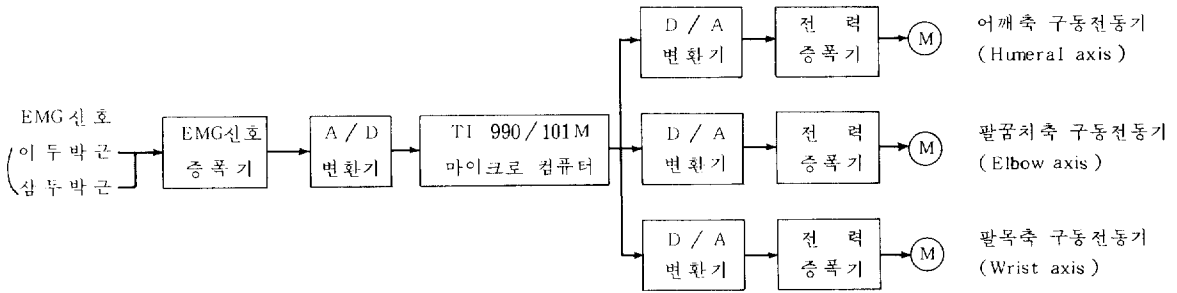 EMG신호
이두박근
삼두박근
EMG신호
증폭기
A / D
변환기
TI 990 / 101M
마이크로 컴퓨터
D / A
변환기
전 력
증폭기
M
어깨축 구동전동기
(Humeral axis)
D / A
변환기
전 력
증폭기
M
팔꿈치축 구동전동기
(Elbow axis)
D / A
변환기
전 력
증폭기
M
팔목축 구동전동기
(Wrist axis)